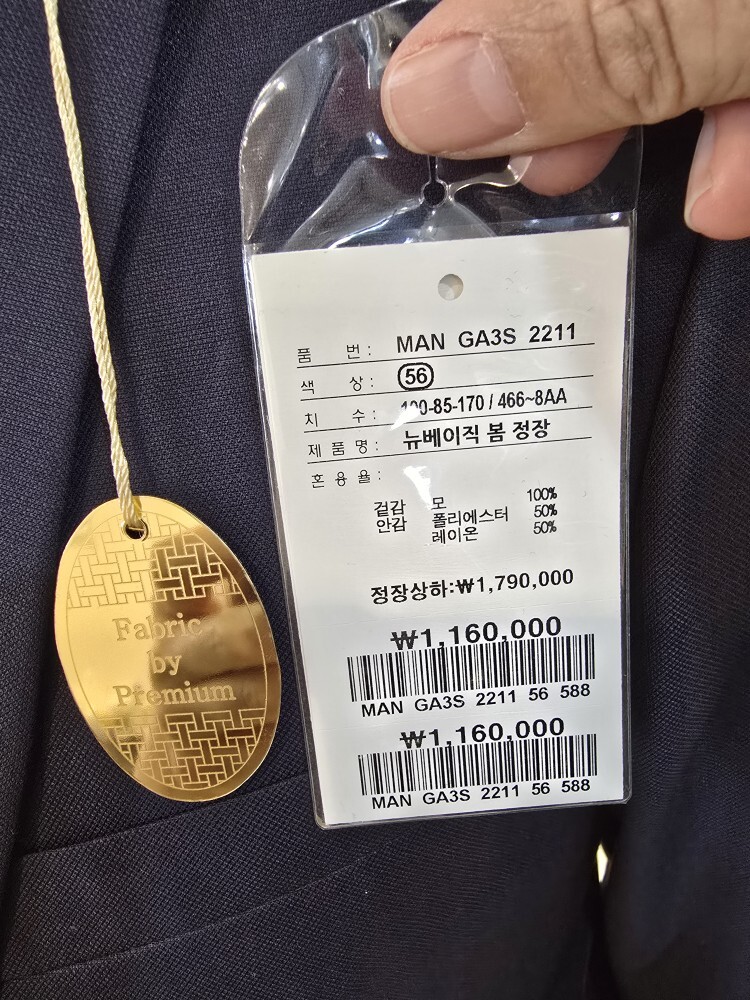 Fabric
by
Premium
품 번 : MAN GA3S 2211
색 상 : 56
치 수 : 100-85-170 / 466~8AA
제 품 명 : 뉴베이직 봄 정장
혼 용 율 :
겉감 모 100%
안감 폴리에스터 50%
레이온 50%
정장상하:₩1,790,000
₩1,160,000
MAN GA3S 2211 56 588
₩1,160,000
MAN GA3S 2211 56 588